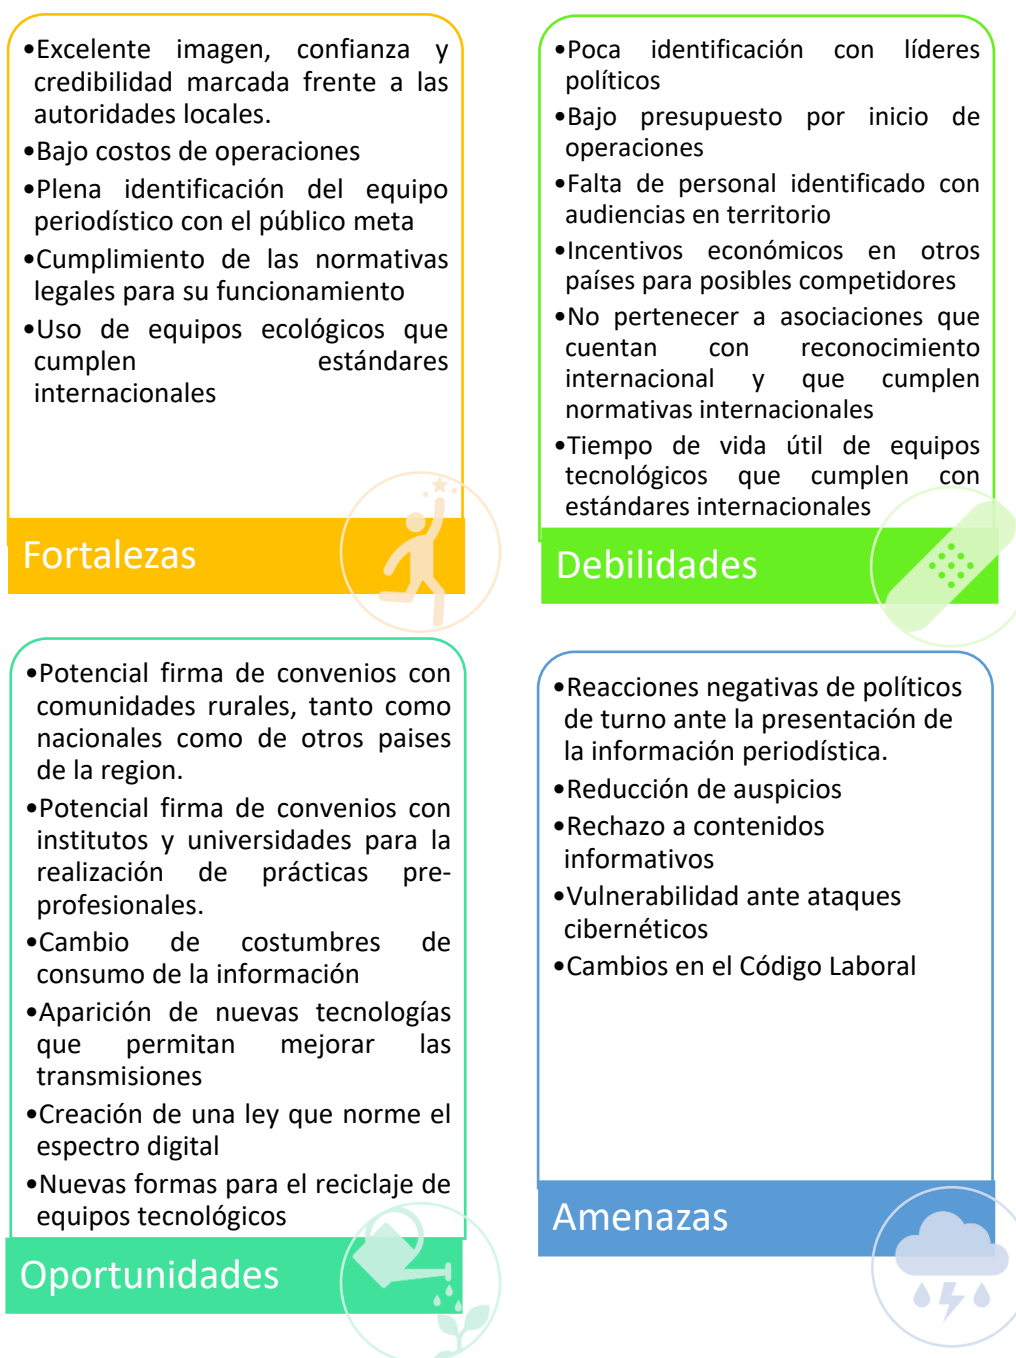 •Excelente imagen, confianza y
credibilidad marcada frente a las
autoridades locales.
•Bajo costos de operaciones
•Plena identificación del equipo
periodístico con el público meta
•Cumplimiento de las normativas
legales para su funcionamiento
•Uso de equipos ecológicos que
cumplen estándares
internacionales
Fortalezas
•Poca identificación con líderes
políticos
•Bajo presupuesto por inicio de
operaciones
•Falta de personal identificado con
audiencias en territorio
•Incentivos económicos en otros
países para posibles competidores
•No pertenecer a asociaciones que
cuentan con reconocimiento
internacional y que cumplen
normativas internacionales
•Tiempo de vida útil de equipos
tecnológicos que cumplen con
estándares internacionales
Debilidades
•Potencial firma de convenios con
comunidades rurales, tanto como
nacionales como de otros paises
de la region.
•Potencial firma de convenios con
institutos y universidades para la
realización de prácticas pre-
profesionales.
•Cambio de costumbres de
consumo de la información
•Aparición de nuevas tecnologías
que permitan mejorar las
transmisiones
•Creación de una ley que norme el
espectro digital
•Nuevas formas para el reciclaje de
equipos tecnológicos
Oportunidades
•Reacciones negativas de políticos
de turno ante la presentación de
la información periodística.
•Reducción de auspicios
•Rechazo a contenidos
informativos
•Vulnerabilidad ante ataques
cibernéticos
•Cambios en el Código Laboral
Amenazas